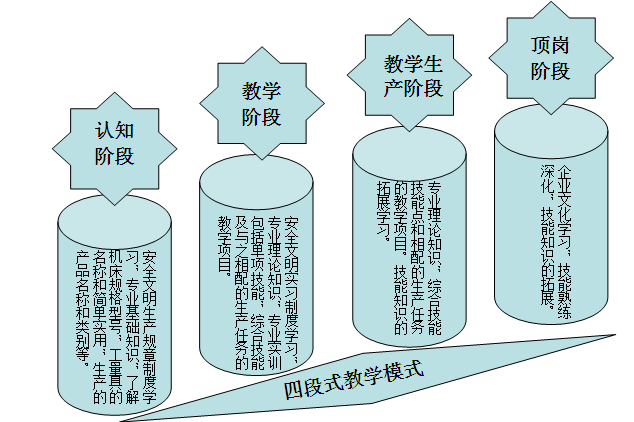 认知
阶段
安全文明生产规章制度学
习，专业基础知识，了解
机床规格型号，工量具的
名称和简单实用，生产的
产品名称和类别等。
教学
阶段
安全文明实习制度学习，
专业理论知识，专业实训
包括单项技能，综合技能
及与之相配的生产任务的
教学项目。
教学生
产阶段
专业理论知识，综合技能
技能点和相配的生产任务
的教学项目。技能知识的
拓展学习。
顶岗
阶段
企业文化学习，技能熟练
深化，技能知识的拓展。
四段式教学模式